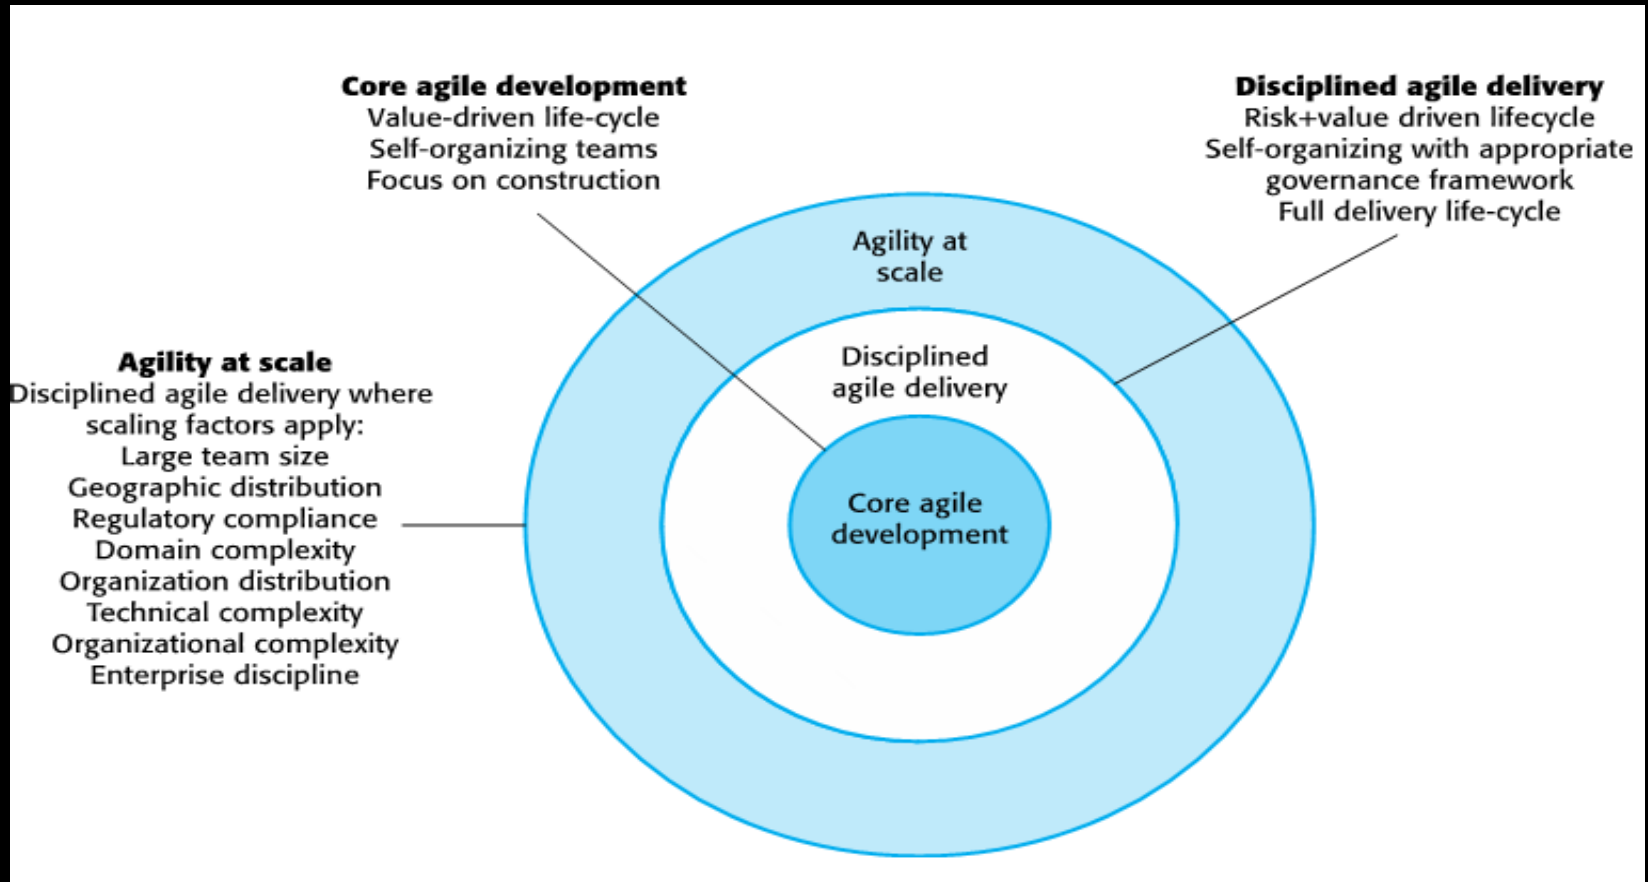 Core agile development
Value-driven life-cycle
Self-organizing teams
Focus on construction
Disciplined agile delivery
Risk+value driven lifecycle
Self-organizing with appropriate
governance framework
Full delivery life-cycle
Agility at scale
Disciplined agile delivery where
scaling factors apply:
Large team size
Geographic distribution
Regulatory compliance
Domain complexity
Organization distribution
Technical complexity
Organizational complexity
Enterprise discipline
Agility at
scale
Disciplined
agile delivery
Core agile
development